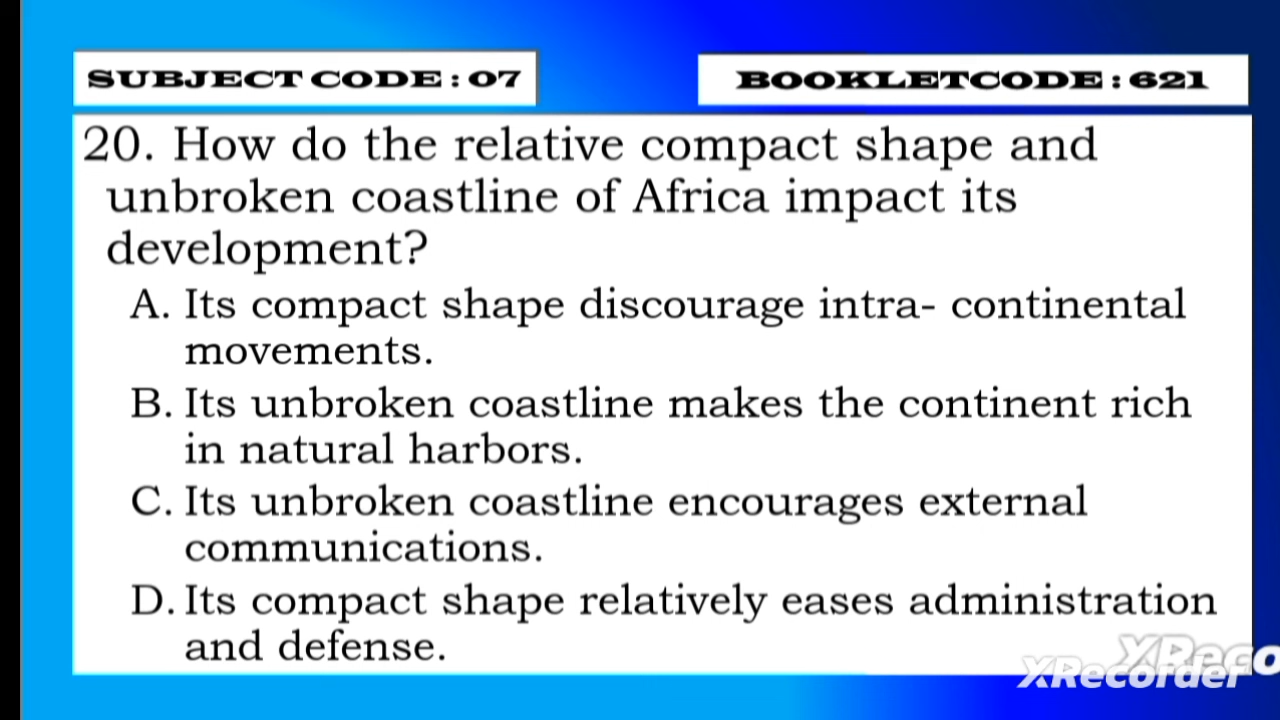 SUBJECT CODE : 07
BOOKLETCODE : 621
20. How do the relative compact shape and
unbroken coastline of Africa impact its
development?
A. Its compact shape discourage intra- continental
movements.
B. Its unbroken coastline makes the continent rich
in natural harbors.
C. Its unbroken coastline encourages external
communications.
D. Its compact shape relatively eases administration
and defense.
XReco
XRecorder